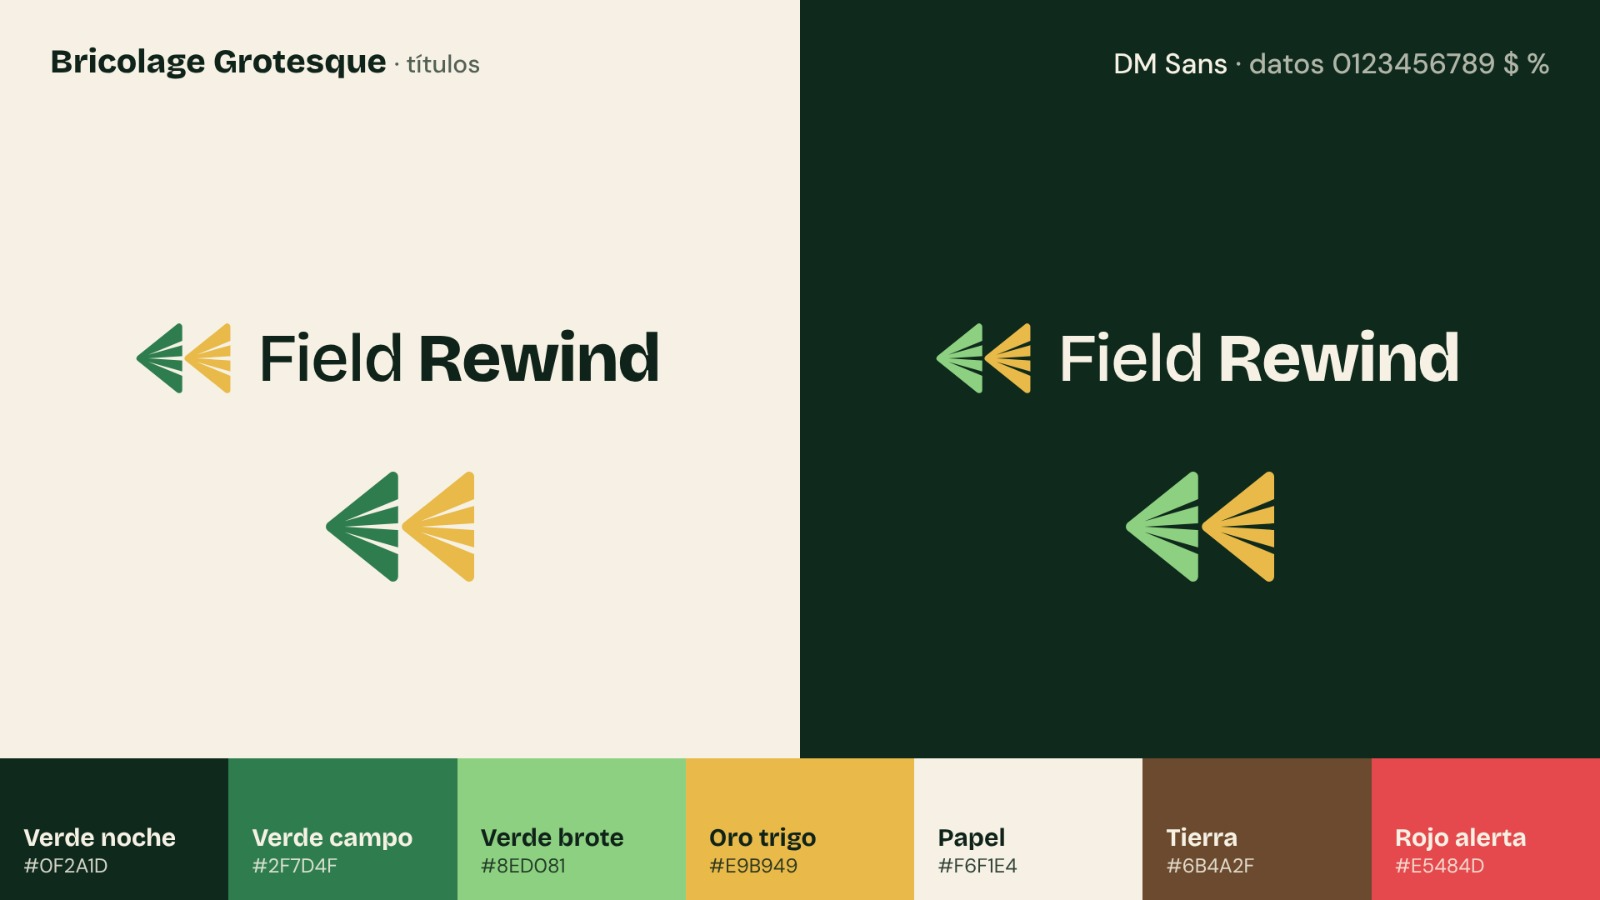 Bricolage Grotesque · títulos
DM Sans · datos 0123456789 $ %
Field Rewind
Field Rewind
Verde noche
#0F2A1D
Verde campo
#2F7D4F
Verde brote
#8ED081
Oro trigo
#E9B949
Papel
#F6F1E4
Tierra
#6B4A2F
Rojo alerta
#E5484D